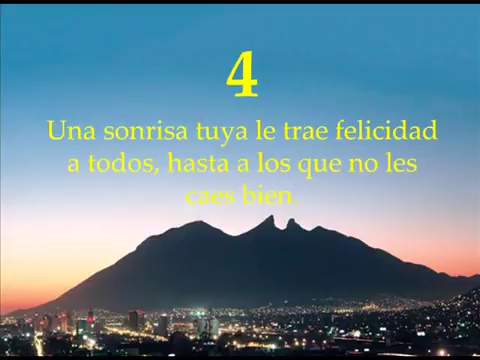 4
Una sonrisa tuya le trae felicidad
a todos, hasta a los que no les
caes bien.